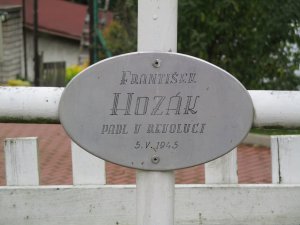 FRANTIŠEK
HOZÁK
PADL V REVOLUCI
5.V.1945